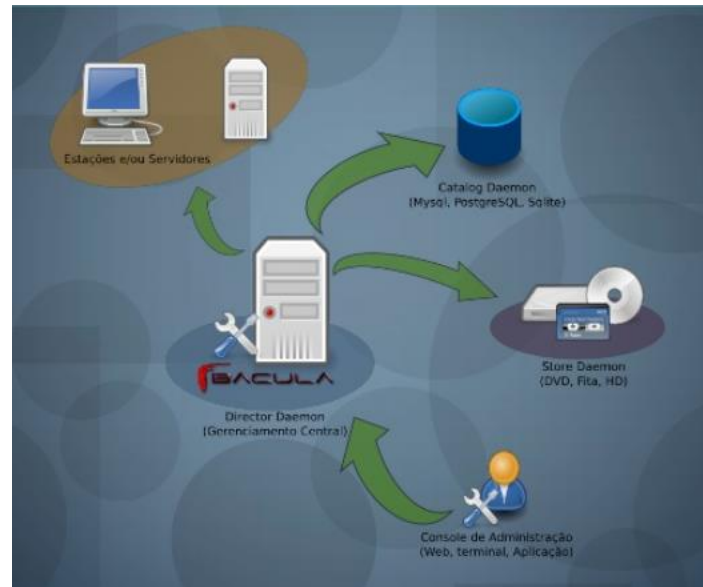 Estações e/ou Servidores
Catalog Daemon
(Mysql, PostgreSQL, Sqlite)
BACULA
Store Daemon
(DVD, Fita, HD)
Director Daemon
(Gerenciamento Central)
Console de Administração
(Web, terminal, Aplicação)